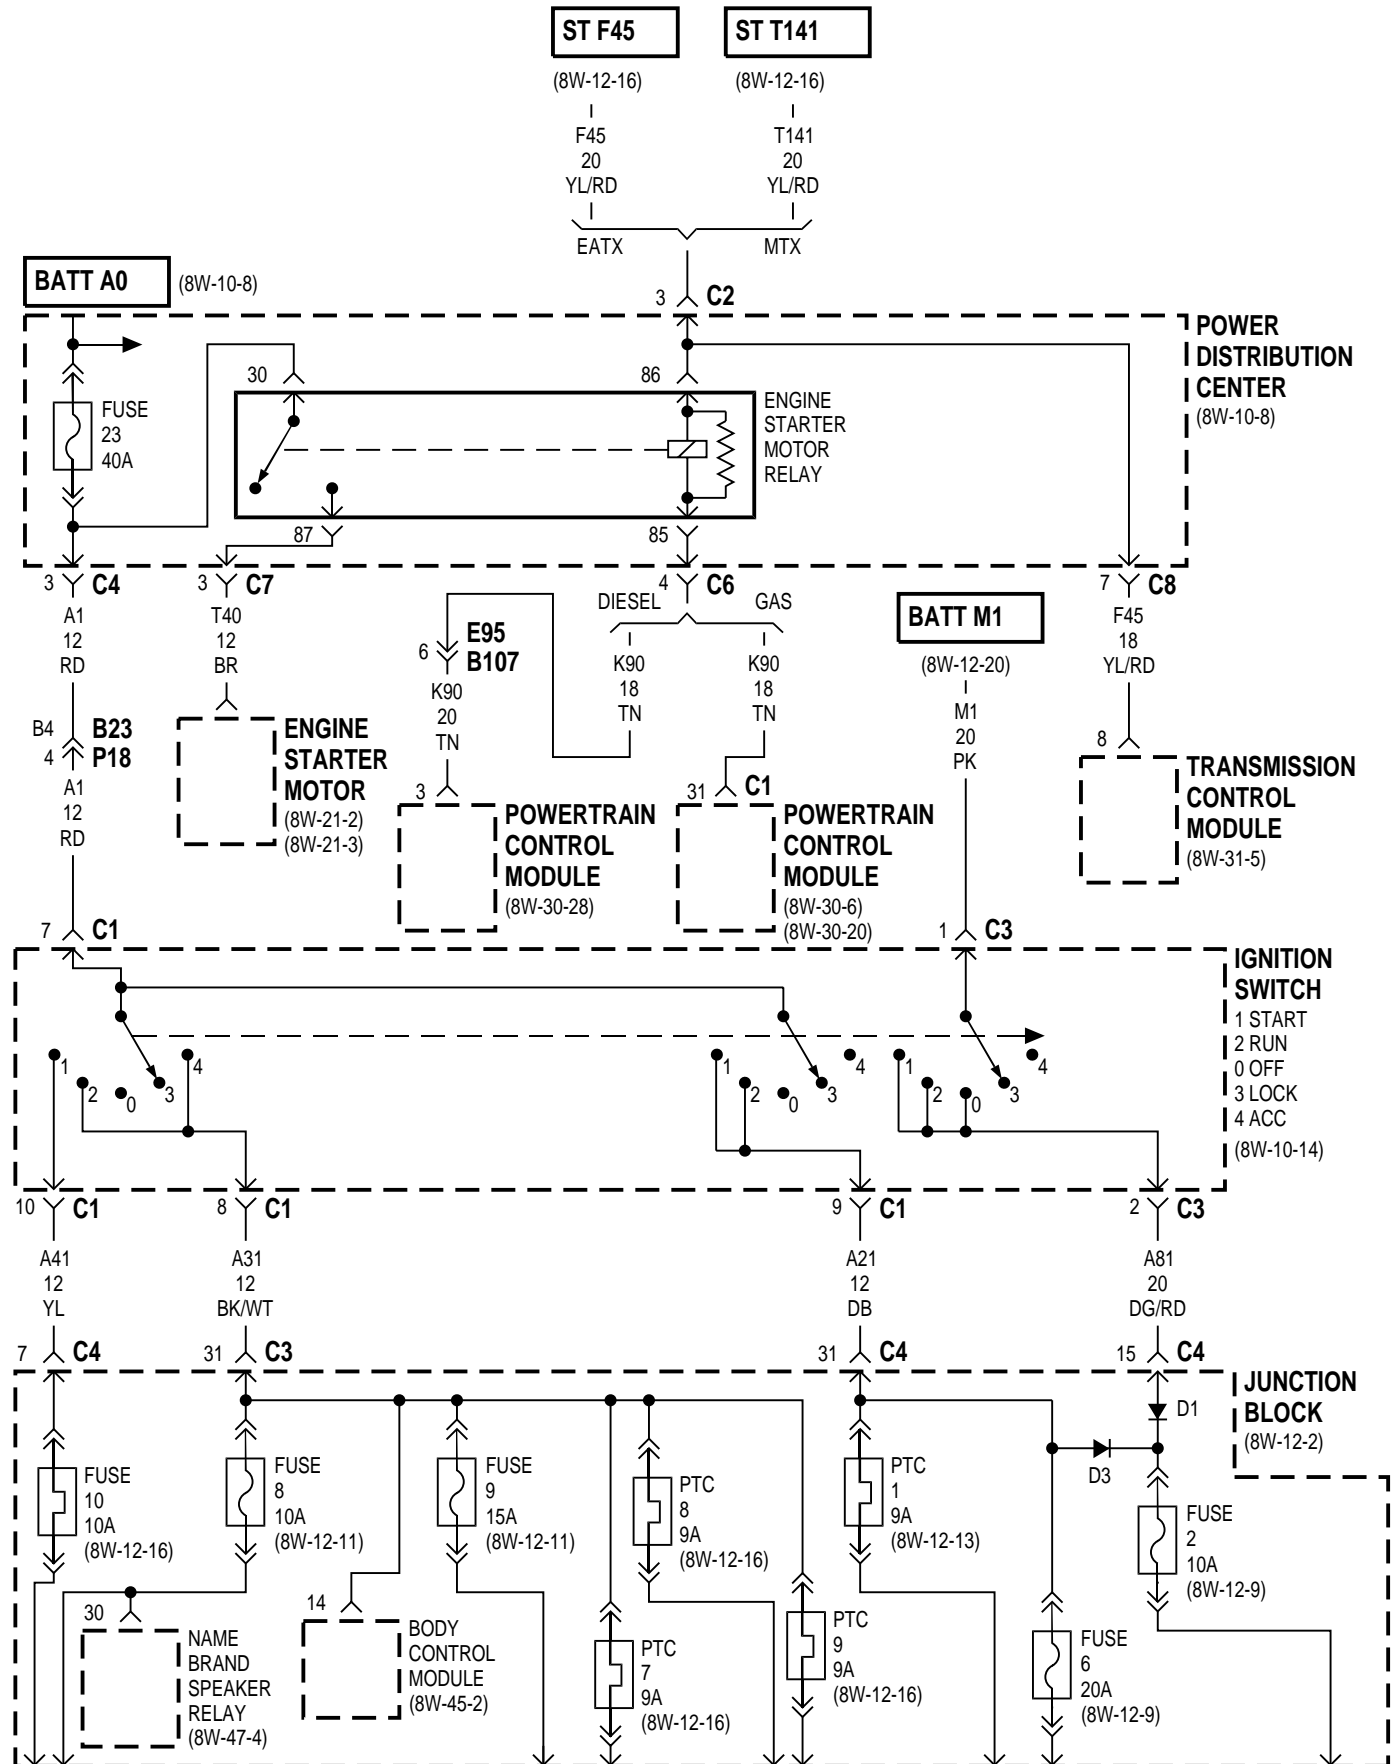 ST F45
ST T141
(8W-12-16)
(8W-12-16)
F45
20
YL/RD
T141
20
YL/RD
EATX
MTX
BATT A0
(8W-10-8)
3
C2
POWER
DISTRIBUTION
CENTER
(8W-10-8)
30
86
FUSE
23
40A
ENGINE
STARTER
MOTOR
RELAY
87
85
3
C4
3
C7
4
C6
7
C8
A1
12
RD
T40
12
BR
DIESEL
GAS
BATT M1
(8W-12-20)
F45
18
YL/RD
6
E95
B107
K90
18
TN
K90
18
TN
K90
20
TN
M1
20
PK
B4
B23
4
P18
A1
12
RD
ENGINE
STARTER
MOTOR
(8W-21-2)
(8W-21-3)
3
POWERTRAIN
CONTROL
MODULE
(8W-30-28)
31
C1
POWERTRAIN
CONTROL
MODULE
(8W-30-6)
(8W-30-20)
8
TRANSMISSION
CONTROL
MODULE
(8W-31-5)
7
C1
1
C3
IGNITION
SWITCH
1 START
2 RUN
0 OFF
3 LOCK
4 ACC
(8W-10-14)
1
2
0
3
4
1
2
0
3
4
1
2
0
3
4
10
C1
8
C1
9
C1
2
C3
A41
12
YL
A31
12
BK/WT
A21
12
DB
A81
20
DG/RD
7
C4
31
C3
31
C4
15
C4
JUNCTION
BLOCK
(8W-12-2)
D1
D3
FUSE
10
10A
(8W-12-16)
FUSE
8
10A
(8W-12-11)
FUSE
9
15A
(8W-12-11)
PTC
8
9A
(8W-12-16)
PTC
1
9A
(8W-12-13)
FUSE
2
10A
(8W-12-9)
30
NAME
BRAND
SPEAKER
RELAY
(8W-47-4)
14
BODY
CONTROL
MODULE
(8W-45-2)
PTC
7
9A
(8W-12-16)
PTC
9
9A
(8W-12-16)
FUSE
6
20A
(8W-12-9)